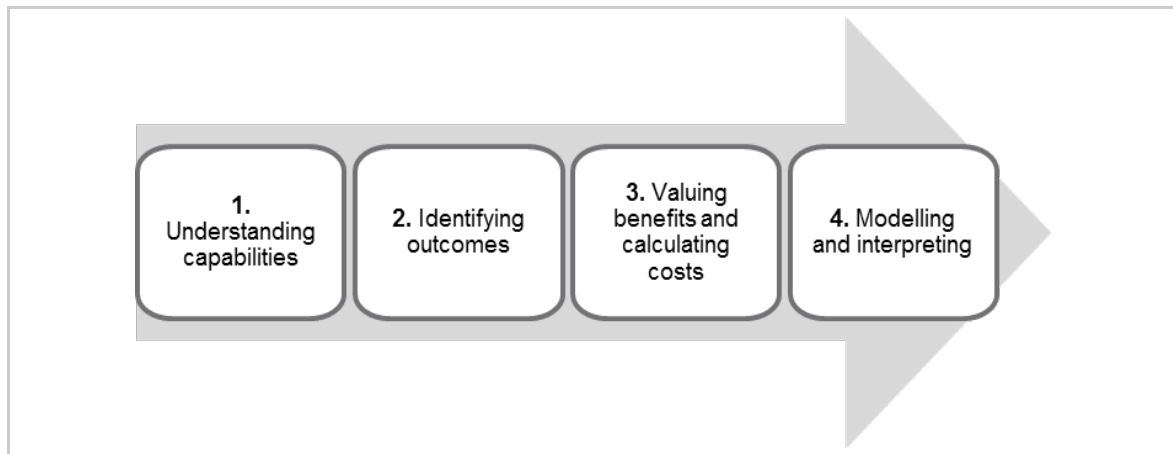 1.
Understanding
capabilities
2. Identifying
outcomes
3. Valuing
benefits and
calculating
costs
4. Modelling
and interpreting